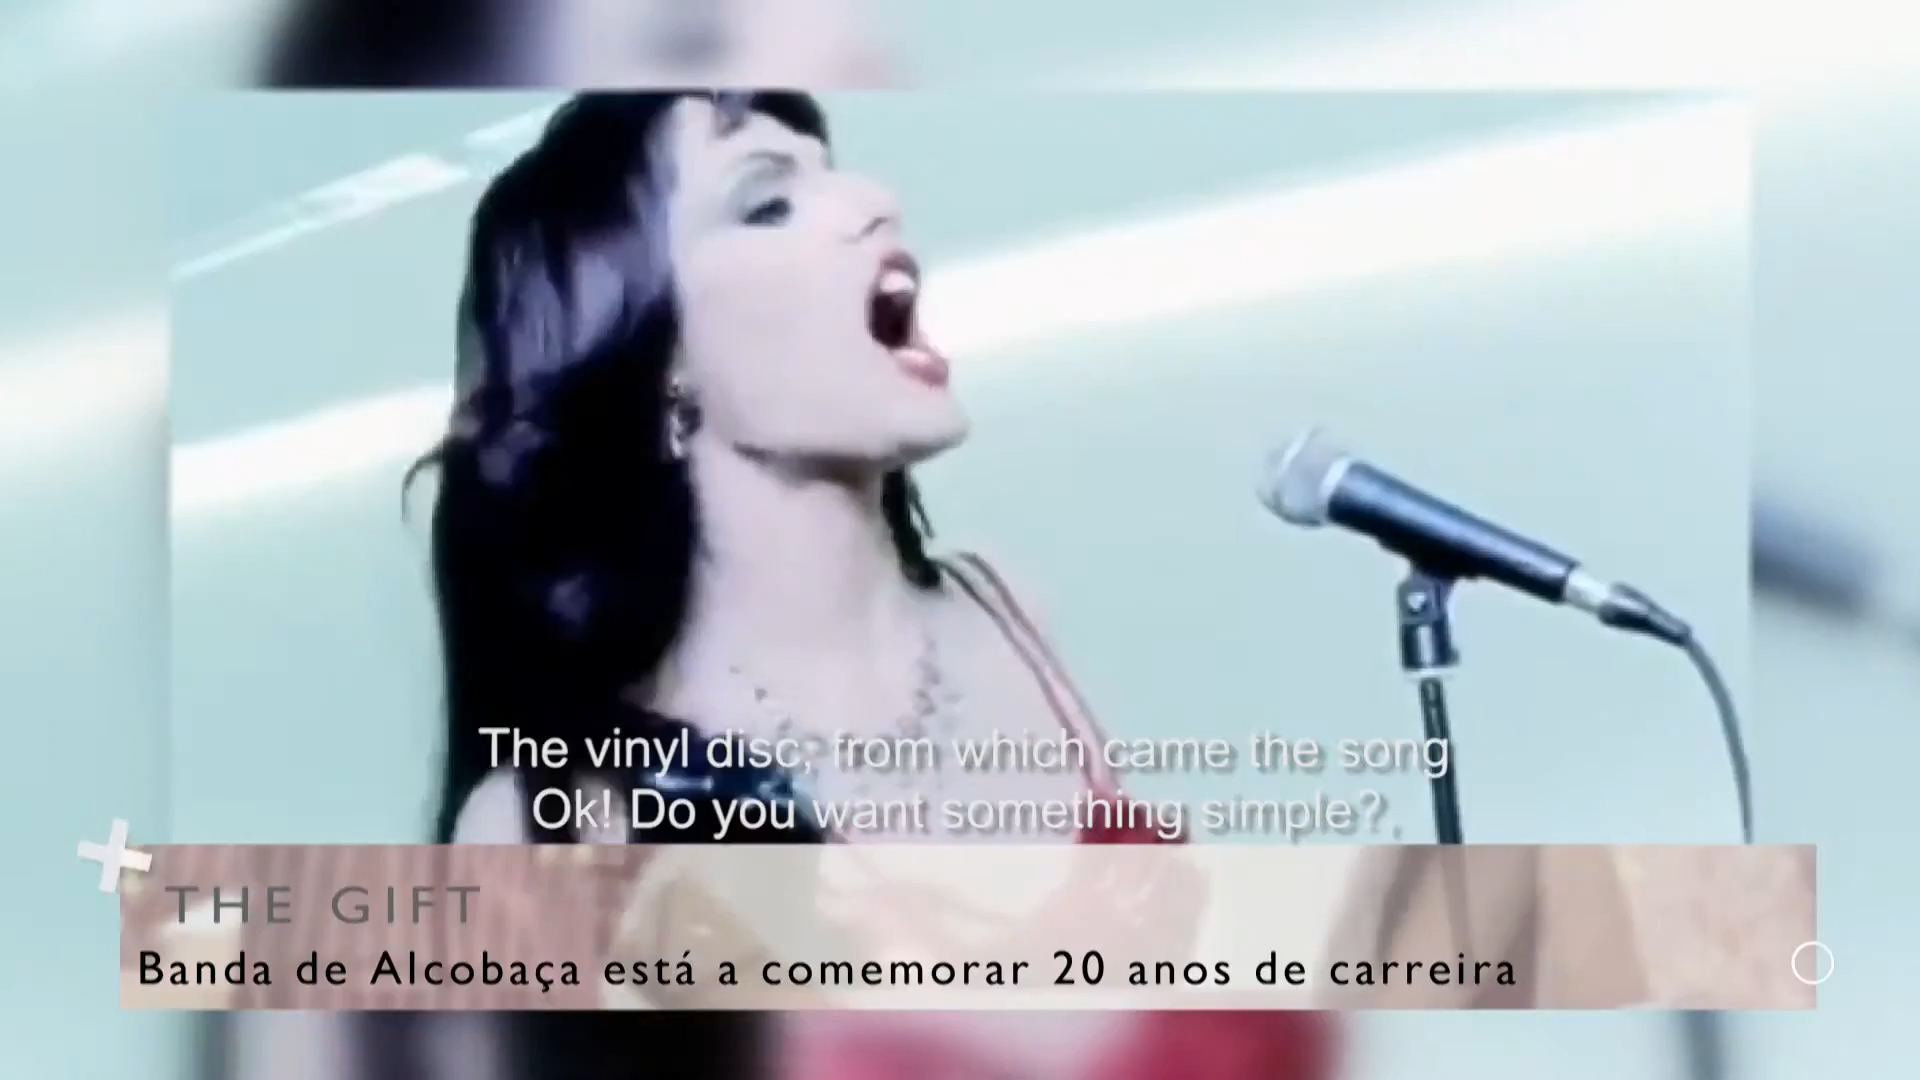 The vinyl disc; from which came the song
Ok! Do you want something simple?,
THE GIFT
Banda de Alcobaça está a comemorar 20 anos de carreira